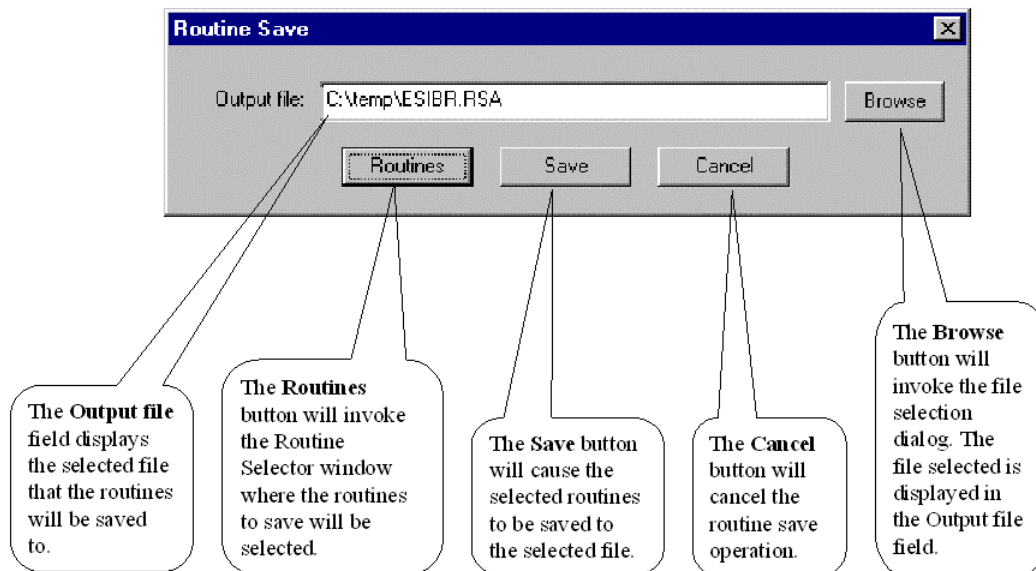 Routine Save
Output file:
C:\temp\ESIBR.RSA
Browse
Routines
Save
Cancel
The Output file
field displays
the selected file
that the routines
will be saved
to.
The Routines
button will invoke
the Routine
Selector window
where the routines
to save will be
selected.
The Save button
will cause the
selected routines
to be saved to
the selected file.
The Cancel
button will
cancel the
routine save
operation.
The Browse
button will
invoke the file
selection
dialog. The
file selected is
displayed in
the Output file
field.